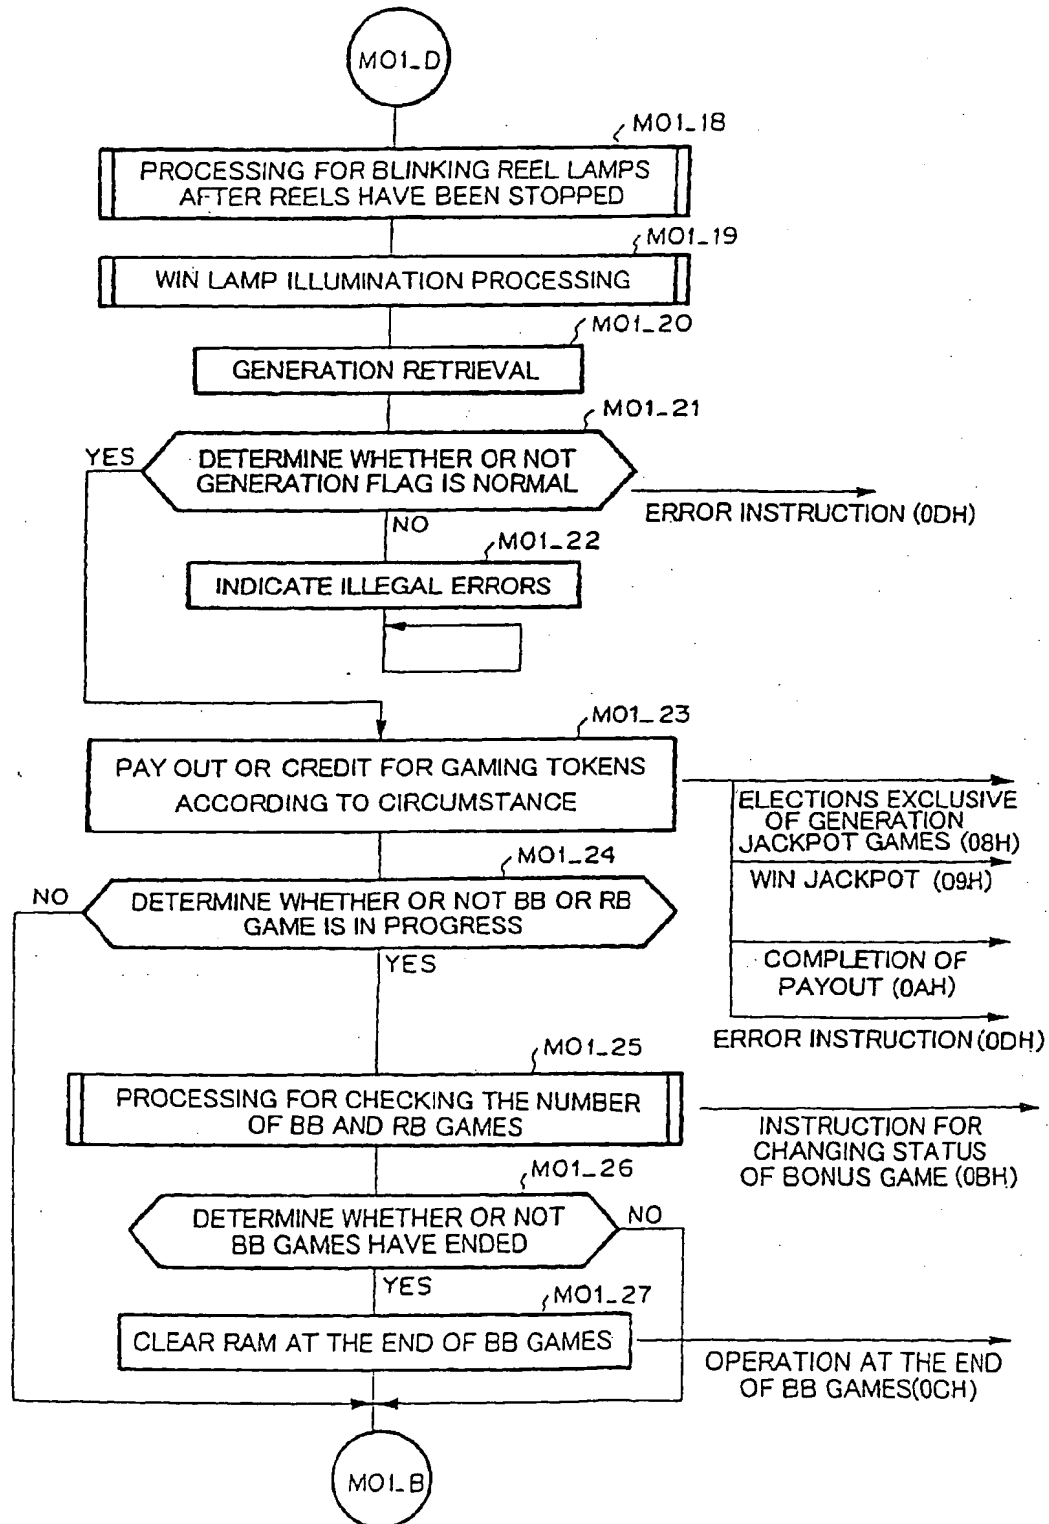 M01_D
M01_18
PROCESSING FOR BLINKING REEL LAMPS
AFTER REELS HAVE BEEN STOPPED
M01_19
WIN LAMP ILLUMINATION PROCESSING
M01_20
GENERATION RETRIEVAL
M01_21
YES
DETERMINE WHETHER OR NOT
GENERATION FLAG IS NORMAL
ERROR INSTRUCTION (0DH)
NO
M01_22
INDICATE ILLEGAL ERRORS
M01_23
PAY OUT OR CREDIT FOR GAMING TOKENS
ACCORDING TO CIRCUMSTANCE
ELECTIONS EXCLUSIVE
OF GENERATION
JACKPOT GAMES (08H)
WIN JACKPOT (09H)
COMPLETION OF
PAYOUT (0AH)
ERROR INSTRUCTION(0DH)
M01_24
NO
DETERMINE WHETHER OR NOT BB OR RB
GAME IS IN PROGRESS
YES
M01_25
PROCESSING FOR CHECKING THE NUMBER
OF BB AND RB GAMES
INSTRUCTION FOR
CHANGING STATUS
OF BONUS GAME (0BH)
M01_26
DETERMINE WHETHER OR NOT
BB GAMES HAVE ENDED
NO
YES
M01_27
CLEAR RAM AT THE END OF BB GAMES
OPERATION AT THE END
OF BB GAMES(0CH)
M01_B